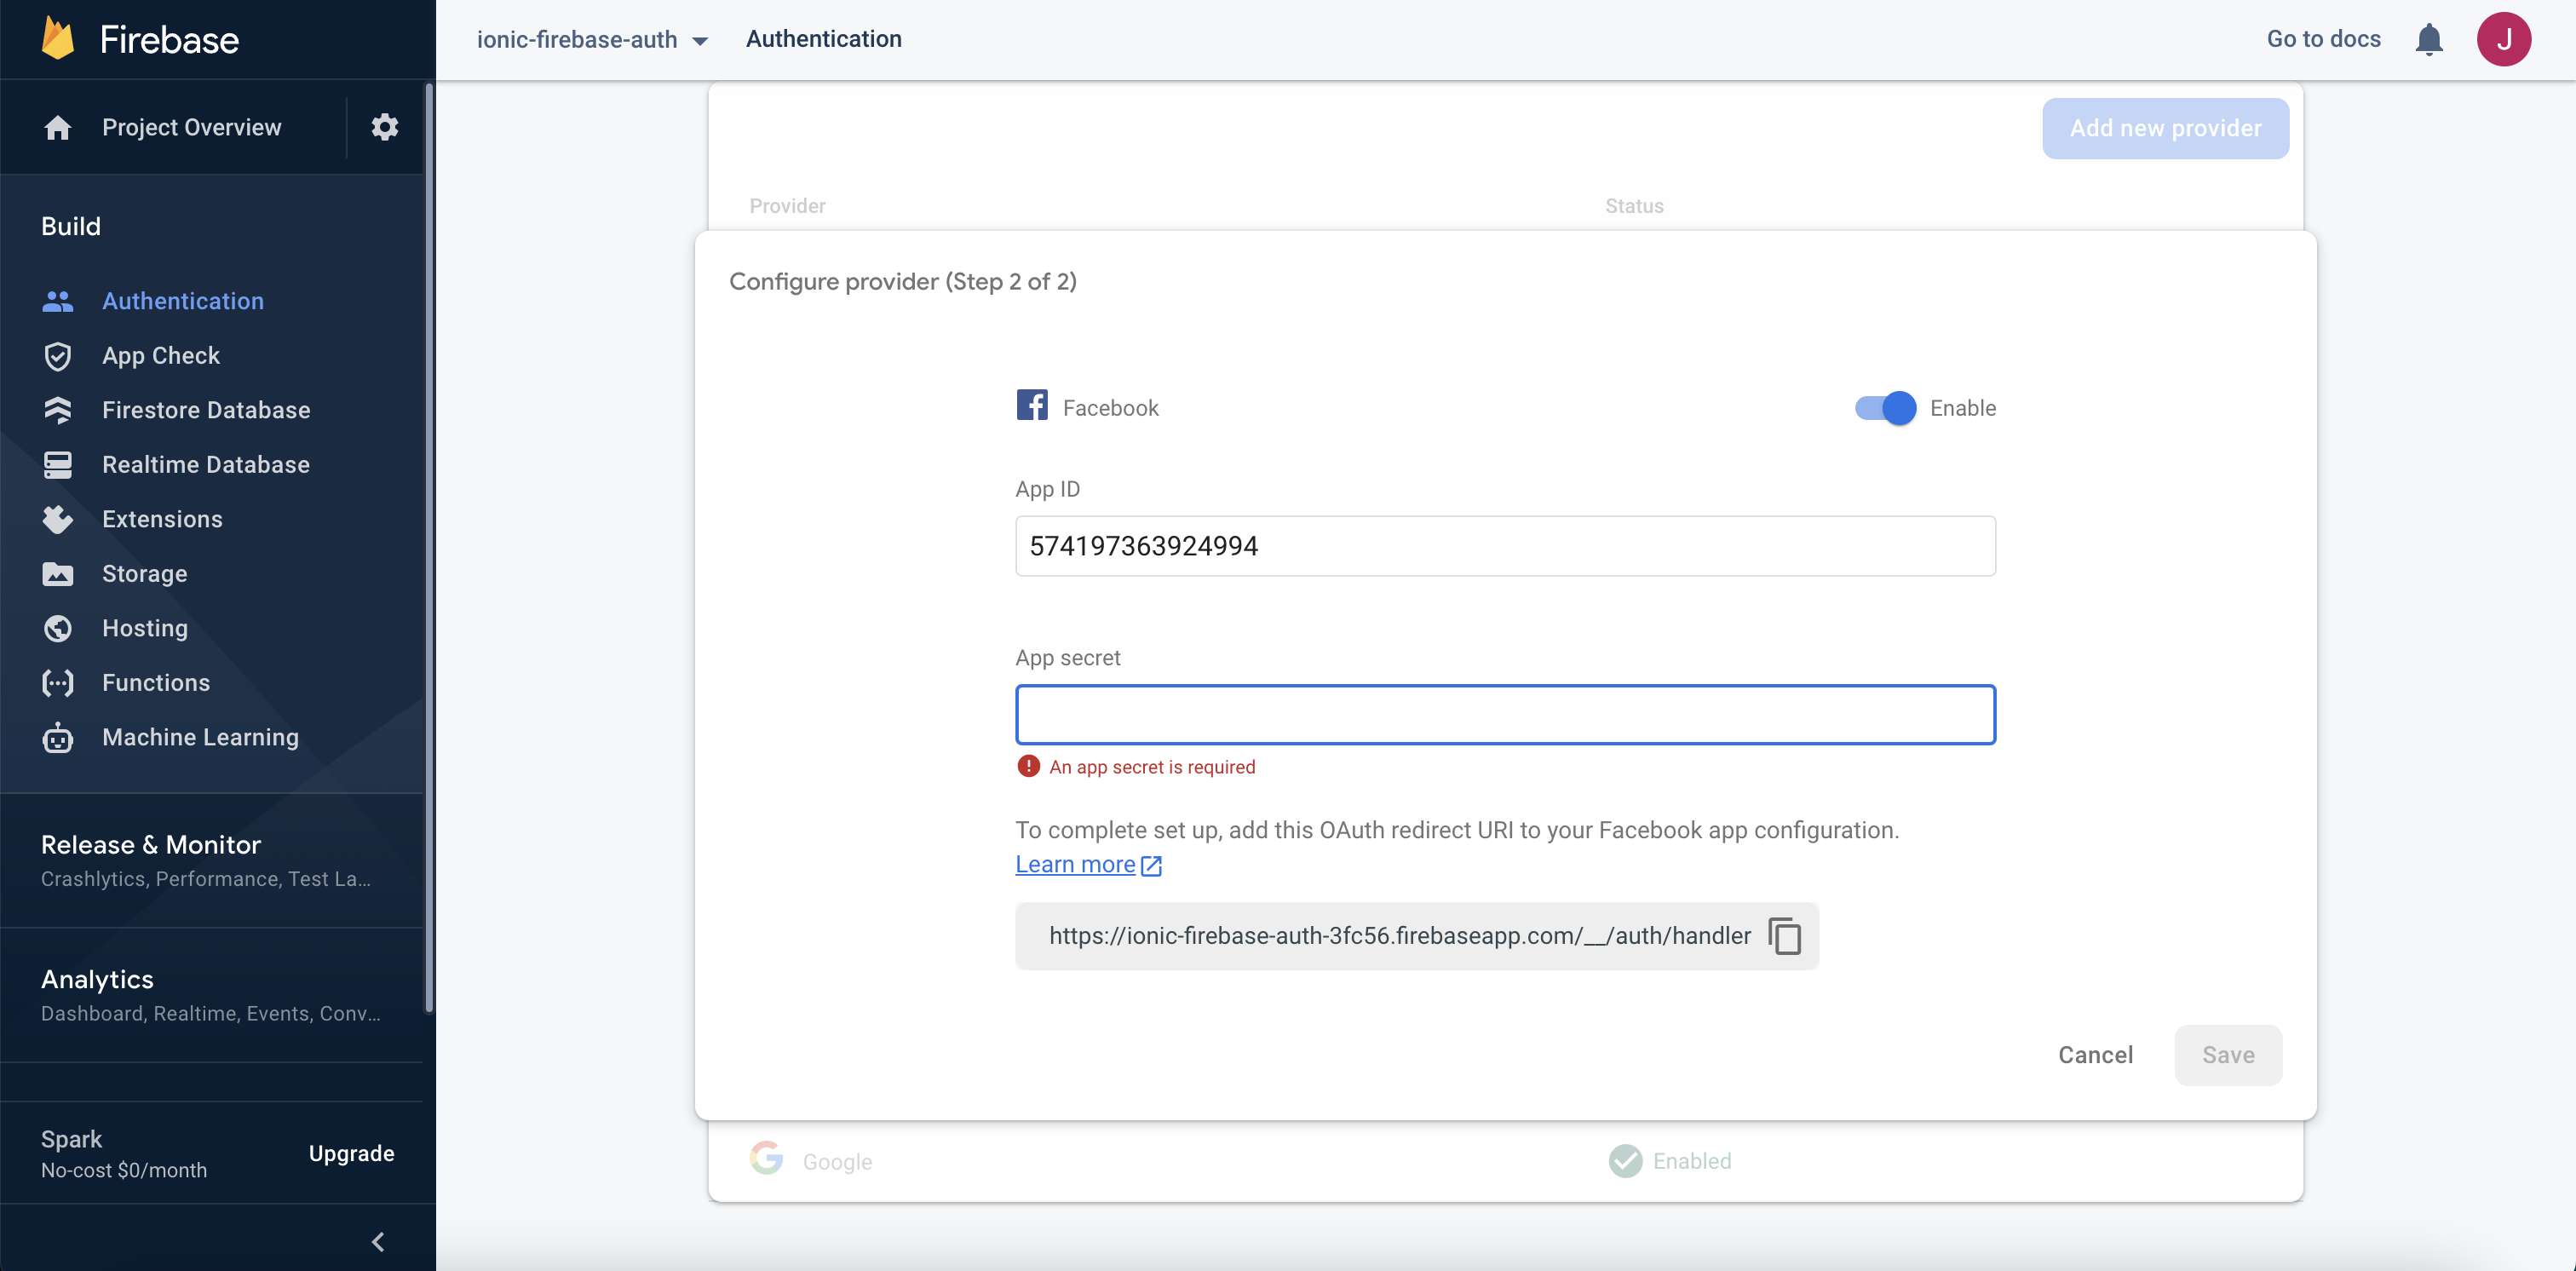 Firebase
ionic-firebase-auth
Authentication
Go to docs
J
Project Overview
Build
Authentication
App Check
Firestore Database
Realtime Database
Extensions
Storage
Hosting
Functions
Machine Learning
Release & Monitor
Crashlytics, Performance, Test La...
Analytics
Dashboard, Realtime, Events, Conv...
Spark
No-cost $0/month
Upgrade
Add new provider
Provider
Status
Configure provider (Step 2 of 2)
Facebook
Enable
App ID
574197363924994
App secret
An app secret is required
To complete set up, add this OAuth redirect URI to your Facebook app configuration.
Learn more
https://ionic-firebase-auth-3fc56.firebaseapp.com/__/auth/handler
Cancel
Save
Google
Enabled